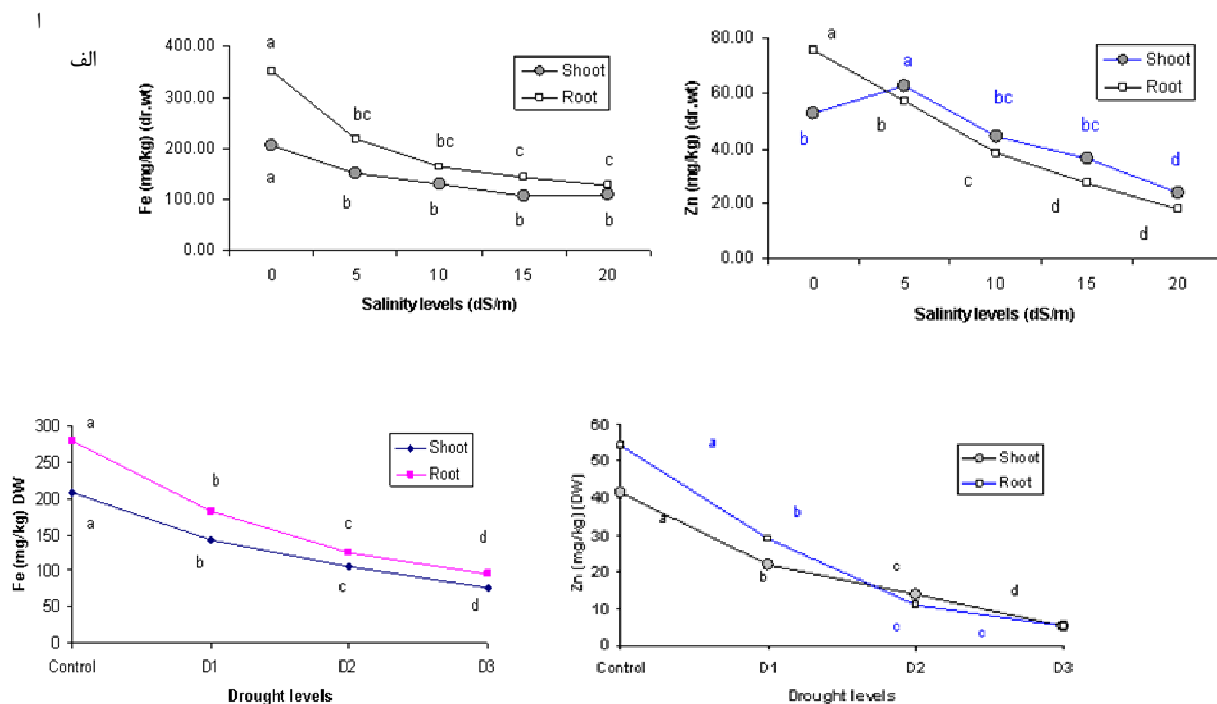 ا
الف
400.00
300.00
200.00
100.00
0.00
Fe (mg/kg) (dr.wt)
a
bc
bc
c
c
a
b
b
b
b
Shoot
Root
0 5 10 15 20
Salinity levels (dS/m)
80.00
60.00
40.00
20.00
0.00
Zn (mg/kg) (dr.wt)
a
a
bc
bc
d
b
b
c
d
d
Shoot
Root
0 5 10 15 20
Salinity levels (dS/m)
300
250
200
150
100
50
0
Fe (mg/kg) DW
a
b
c
d
a
b
c
d
Shoot
Root
Control D1 D2 D3
Drought levels
60
50
40
30
20
10
0
Zn (mg/kg) (DW)
a
b
c
d
a
b
c
c
Shoot
Root
Control D1 D2 D3
Drought levels